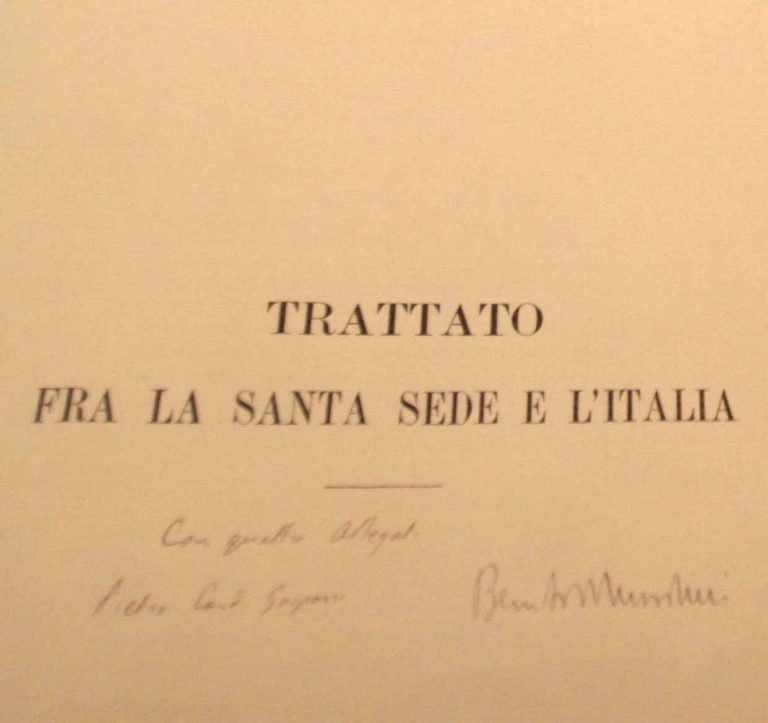 TRATTATO
FRA LA SANTA SEDE E L'ITALIA
Con quattro Allegati
Pietro Card Gasparri
Benito Mussolini